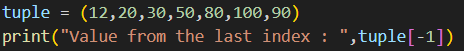 tuple = (12,20,30,50,80,100,90)
print("Value from the last index : ",tuple[-1])